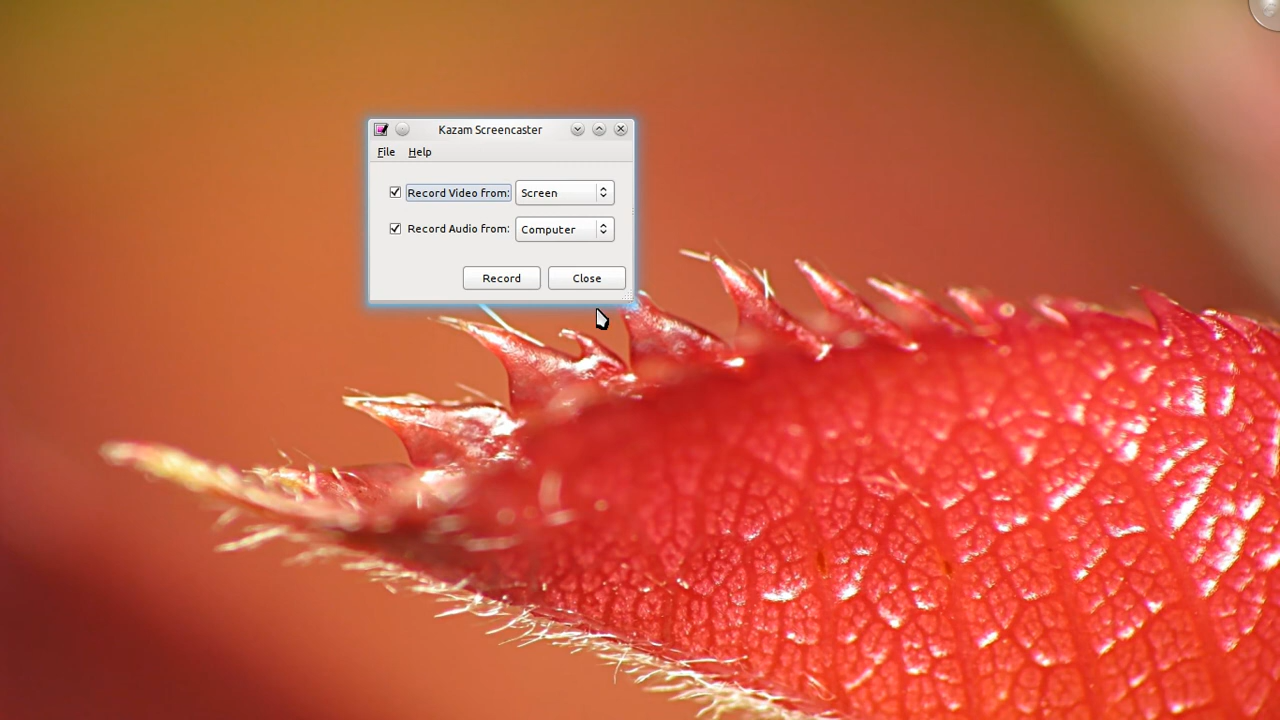 Kazam Screencaster
File Help
Record Video from: Screen
Record Audio from: Computer
Record Close